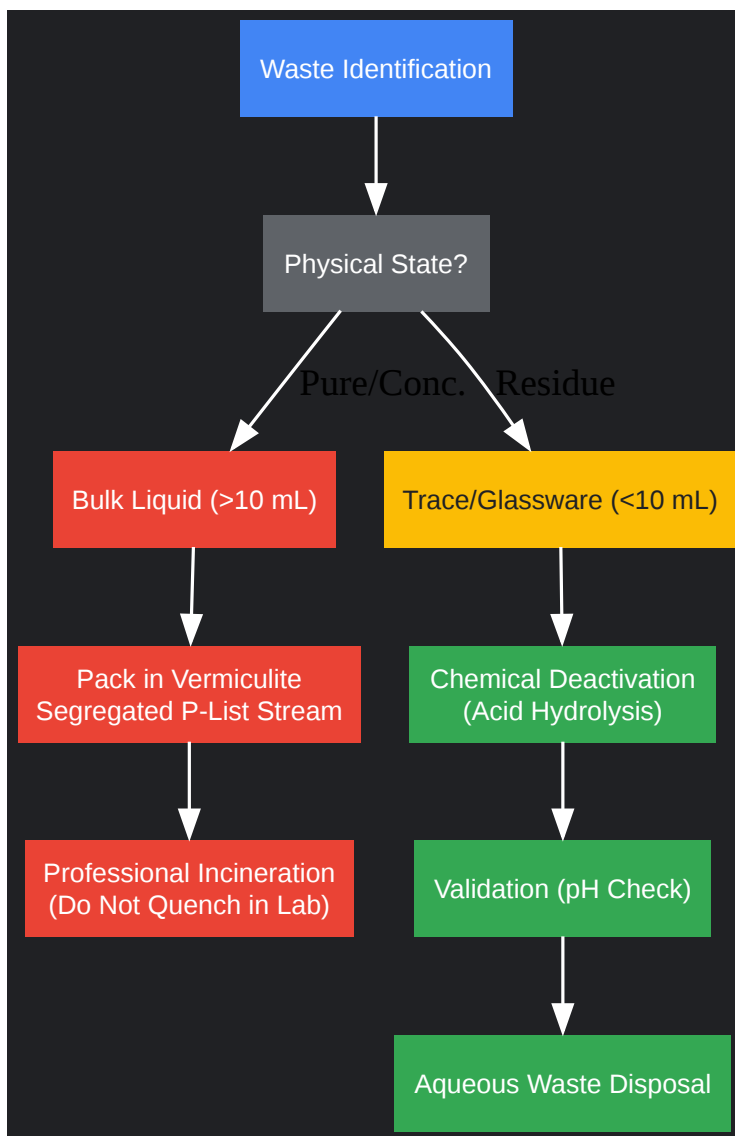 Waste Identification
Physical State?
Pure/Conc.
Residue
Bulk Liquid (>10 mL)
Trace/Glassware (<10 mL)
Pack in Vermiculite
Segregated P-List Stream
Chemical Deactivation
(Acid Hydrolysis)
Professional Incineration
(Do Not Quench in Lab)
Validation (pH Check)
Aqueous Waste Disposal